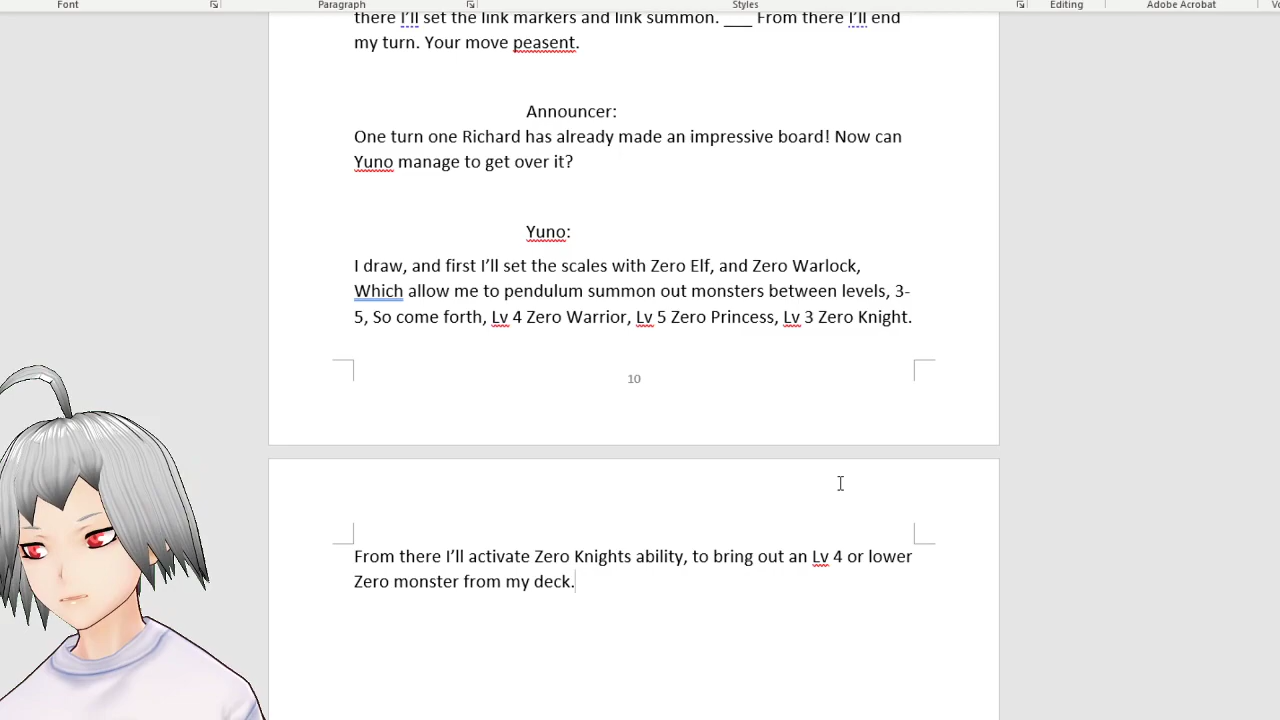 Font
Paragraph
Styles
Editing
Adobe Acrobat
there I'll set the link markers and link summon. ___ From there I'll end
my turn. Your move peasent.
Announcer:
One turn one Richard has already made an impressive board! Now can
Yuno manage to get over it?
Yuno:
I draw, and first I'll set the scales with Zero Elf, and Zero Warlock,
Which allow me to pendulum summon out monsters between levels, 3-
5, So come forth, Lv 4 Zero Warrior, Lv 5 Zero Princess, Lv 3 Zero Knight.
10
From there I'll activate Zero Knights ability, to bring out an Lv 4 or lower
Zero monster from my deck.